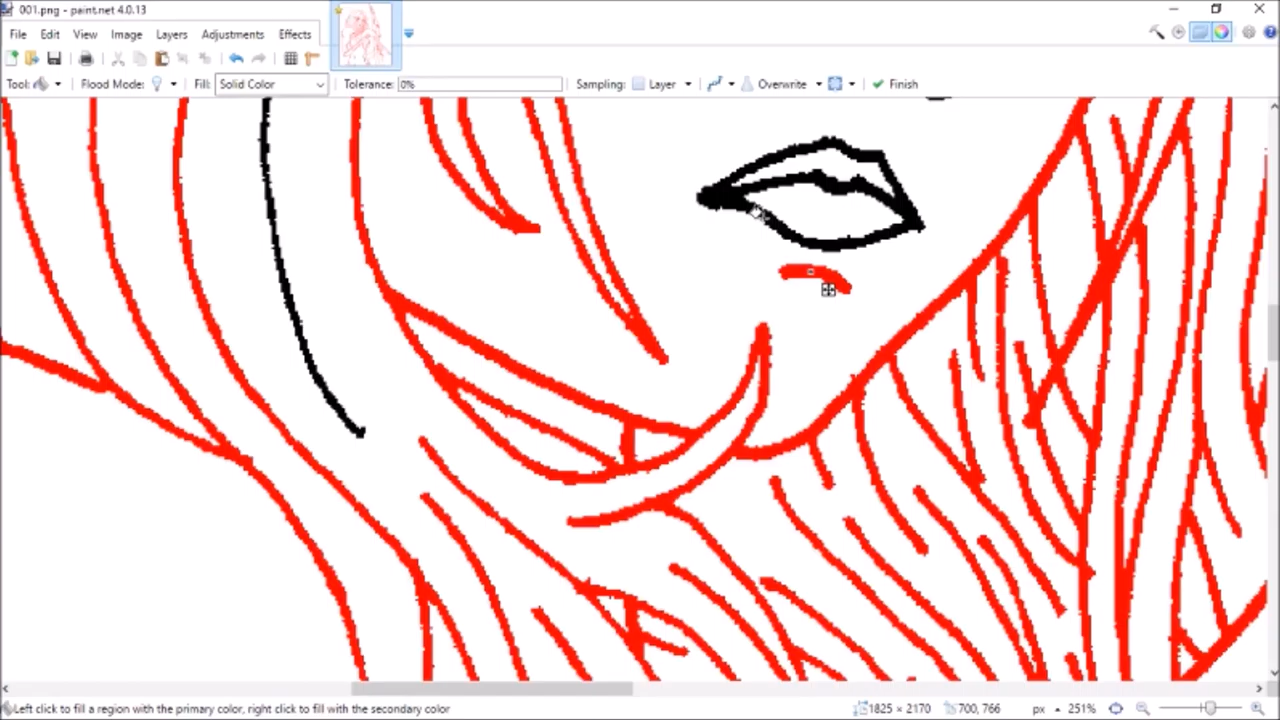 001.png - paint.net 4.0.13
File Edit View Image Layers Adjustments Effects
Tool: Flood Mode: Fill: Solid Color Tolerance: 0% Sampling: Layer Overwrite Finish
Left click to fill a region with the primary color, right click to fill with the secondary color 1825 × 2170 700, 766 px 251%